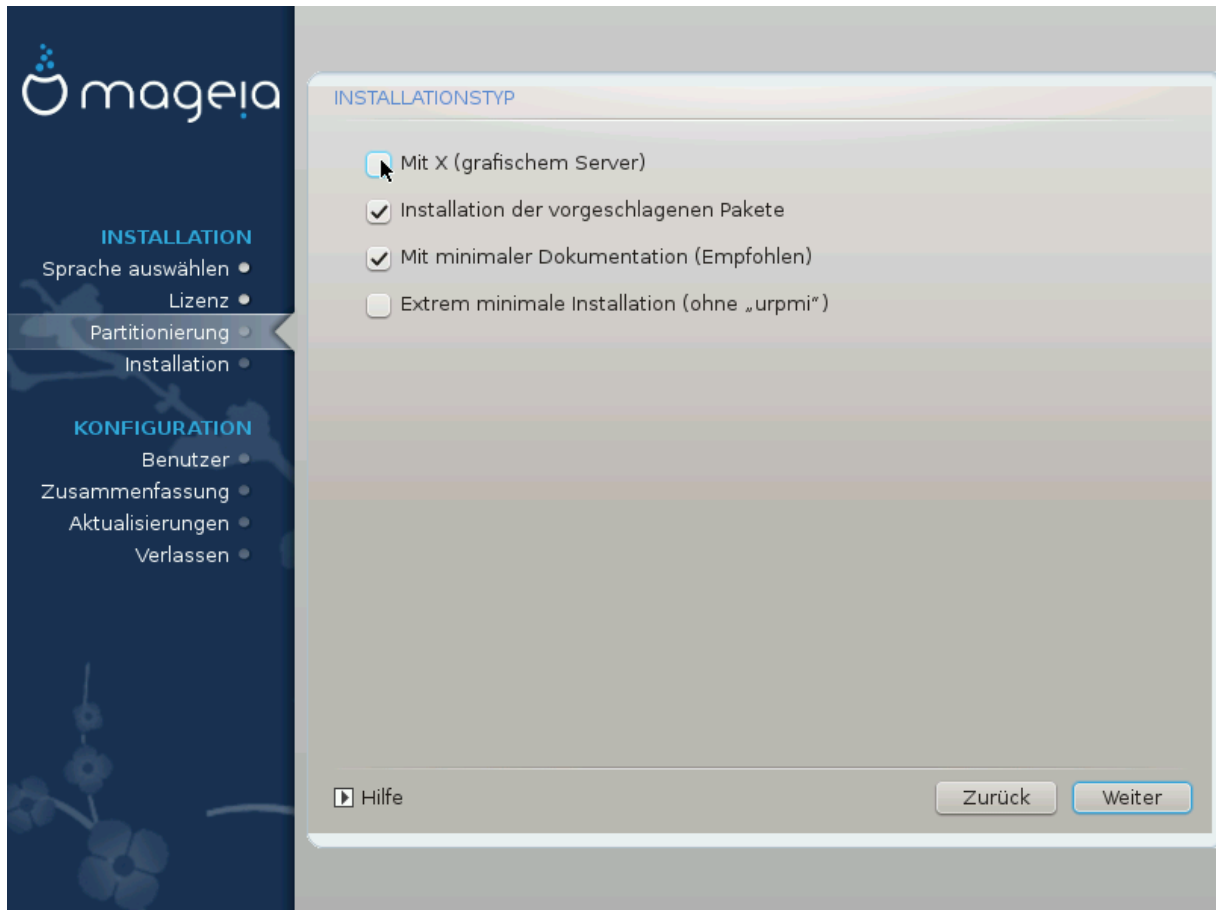 mageia
INSTALLATION
Sprache auswählen
Lizenz
Partitionierung
Installation
KONFIGURATION
Benutzer
Zusammenfassung
Aktualisierungen
Verlassen
INSTALLATIONSTYP
Mit X (grafischem Server)
Installation der vorgeschlagenen Pakete
Mit minimaler Dokumentation (Empfohlen)
Extrem minimale Installation (ohne „urpmi“)
Hilfe
Zurück
Weiter